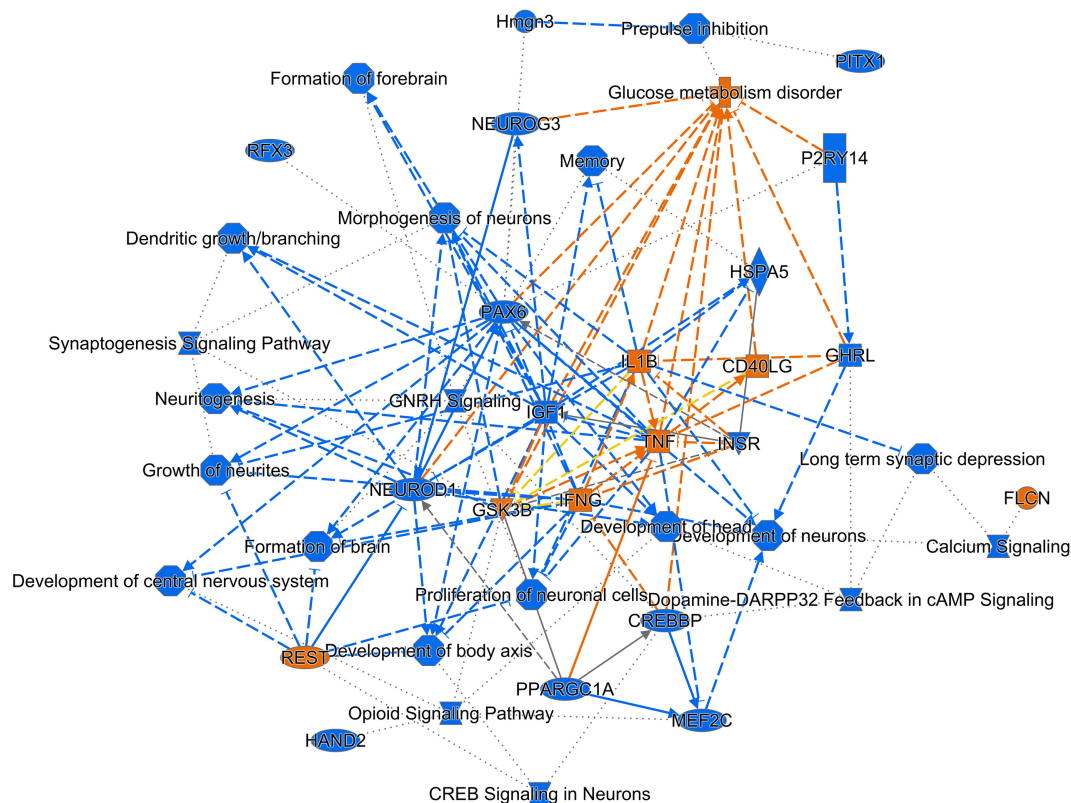 Hmgn3
Prepulse inhibition
PITX1
Formation of forebrain
Glucose metabolism disorder
NEUROG3
RFX3
Memory
P2RY14
Morphogenesis of neurons
Dendritic growth/branching
HSPA5
PAX6
Synaptogenesis Signaling Pathway
IL1B
CD40LG
GHRL
Neuritogenesis
GNRH Signaling
IGF1
TNF
INSR
Long term synaptic depression
Growth of neurites
NEUROD1
GSK3B
IFNG
FLCN
Development of head
Development of neurons
Formation of brain
Calcium Signaling
Development of central nervous system
Proliferation of neuronal cells
Dopamine-DARPP32 Feedback in cAMP Signaling
CREBBP
REST
Development of body axis
PPARGC1A
Opioid Signaling Pathway
MEF2C
HAND2
CREB Signaling in Neurons